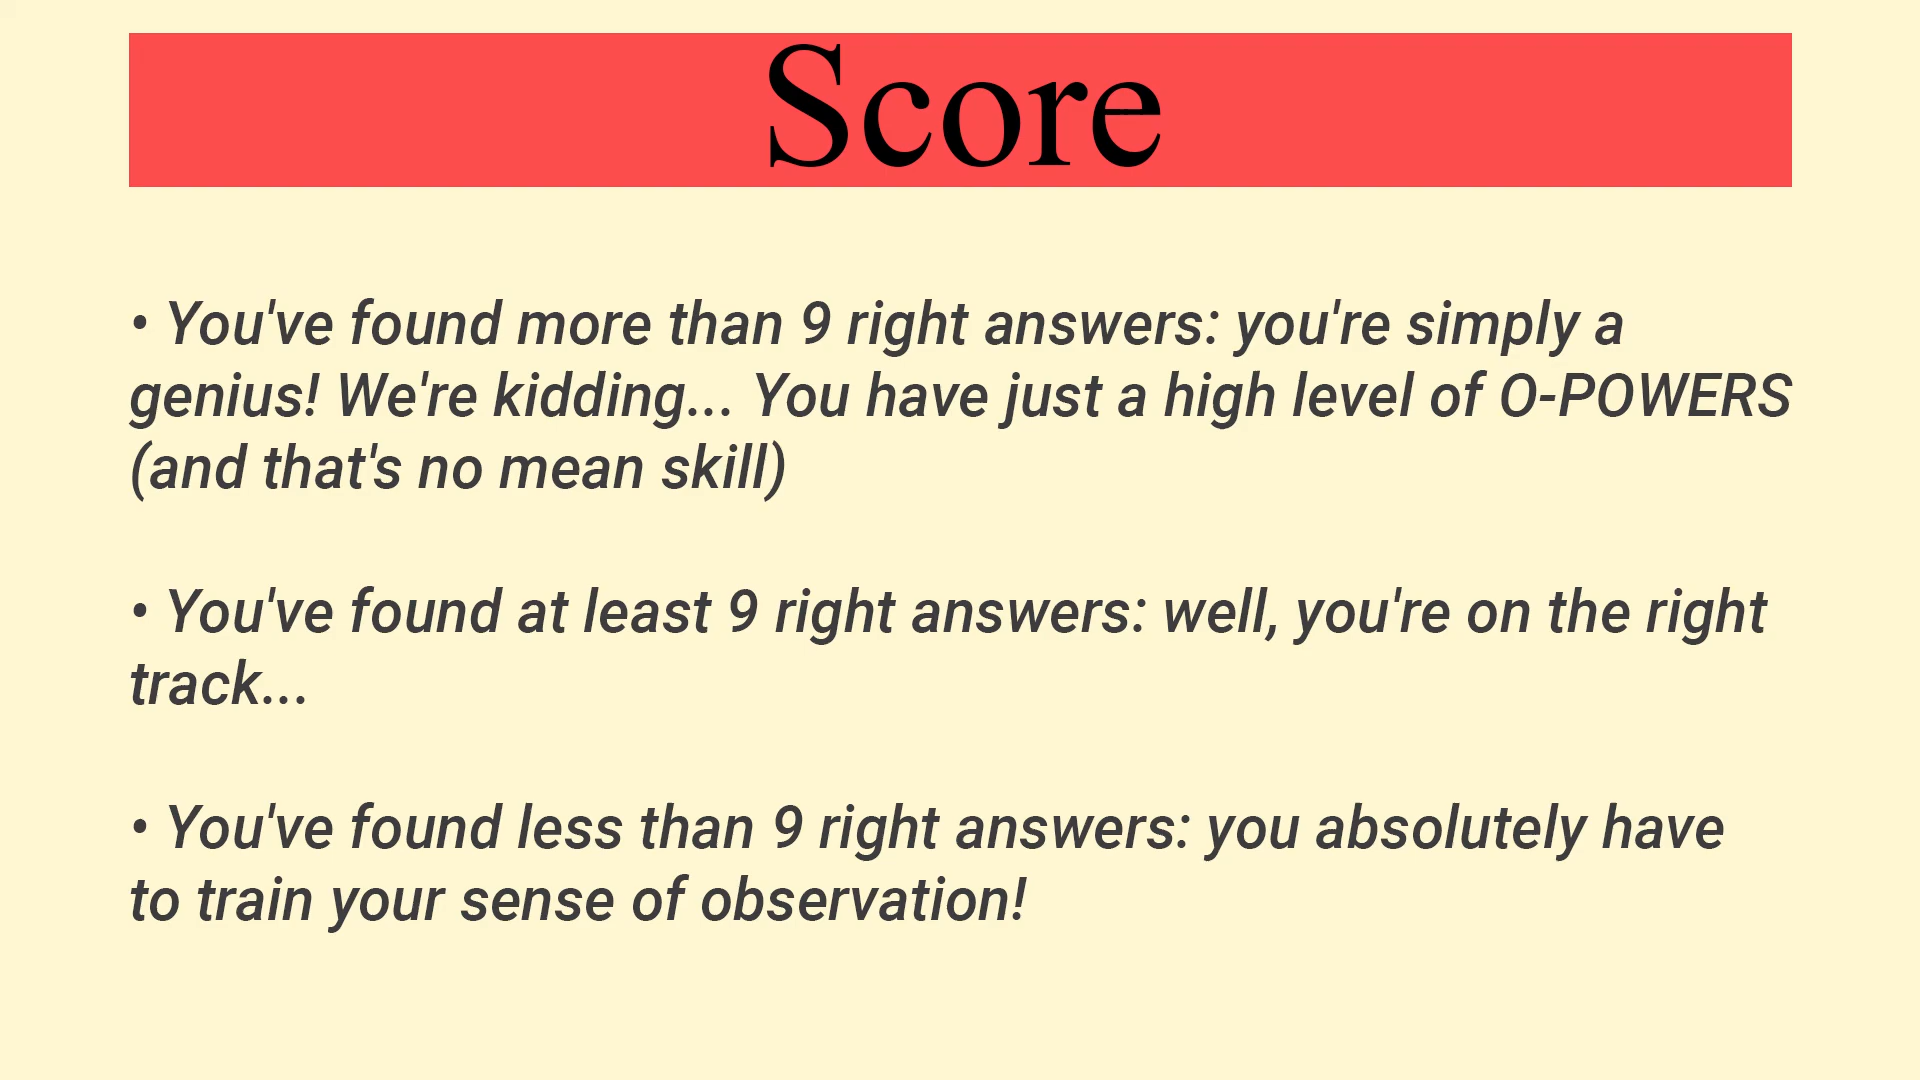 Score
• You've found more than 9 right answers: you're simply a
genius! We're kidding... You have just a high level of O-POWERS
(and that's no mean skill)
• You've found at least 9 right answers: well, you're on the right
track...
• You've found less than 9 right answers: you absolutely have
to train your sense of observation!